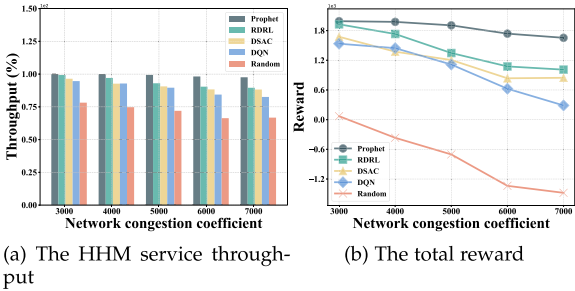 1e2
1.50
1.25
1.00
0.75
0.50
0.25
0.00
Throughput (%)
Prophet
RDRL
DSAC
DQN
Random
3000 4000 5000 6000 7000
Network congestion coefficient
(a) The HHM service through-
put
1e3
1.8
1.2
0.6
0.0
−0.6
−1.2
Reward
Prophet
RDRL
DSAC
DQN
Random
3000 4000 5000 6000 7000
Network congestion coefficient
(b) The total reward